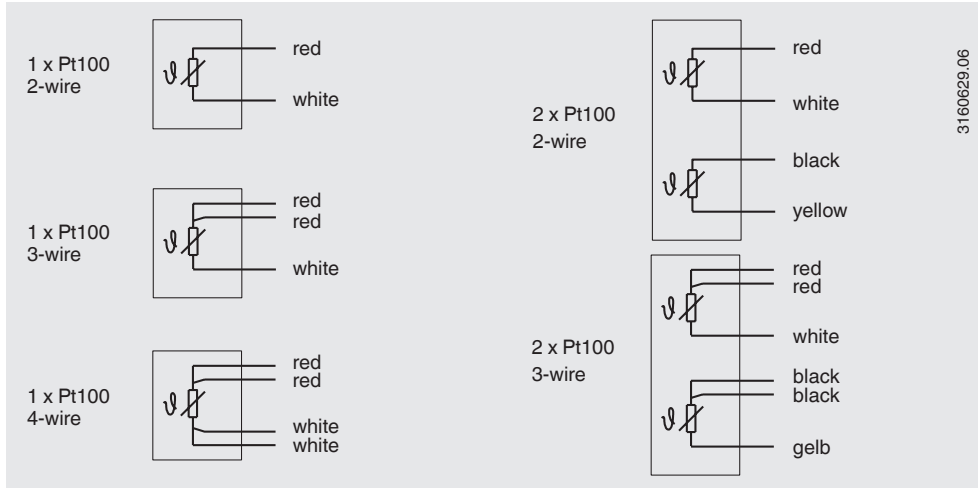 1 x Pt100
2-wire
red
white
1 x Pt100
3-wire
red
red
white
1 x Pt100
4-wire
red
red
white
white
2 x Pt100
2-wire
red
white
black
yellow
2 x Pt100
3-wire
red
red
white
black
black
gelb
3160629.06
ϑ
ϑ
ϑ
ϑ
ϑ
ϑ
ϑ